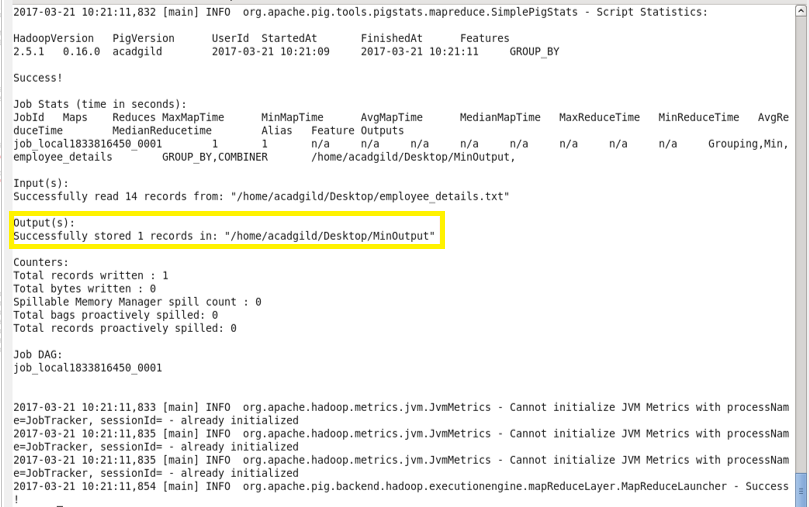 2017-03-21 10:21:11,832 [main] INFO  org.apache.pig.tools.pigstats.mapreduce.SimplePigStats - Script Statistics:
HadoopVersion   PigVersion      UserId  StartedAt       FinishedAt      Features
2.5.1   0.16.0  acadgild        2017-03-21 10:21:09     2017-03-21 10:21:11     GROUP_BY
Success!
Job Stats (time in seconds):
JobId   Maps    Reduces MaxMapTime      MinMapTime      AvgMapTime      MedianMapTime   MaxReduceTime   MinReduceTime   AvgRe
duceTime        MedianReducetime        Alias   Feature Outputs
job_local1833816450_0001        1       1       n/a     n/a     n/a     n/a     n/a     n/a     n/a     n/a     Grouping,Min,
employee_details        GROUP_BY,COMBINER       /home/acadgild/Desktop/MinOutput,
Input(s):
Successfully read 14 records from: "/home/acadgild/Desktop/employee_details.txt"
Output(s):
Successfully stored 1 records in: "/home/acadgild/Desktop/MinOutput"
Counters:
Total records written : 1
Total bytes written : 0
Spillable Memory Manager spill count : 0
Total bags proactively spilled: 0
Total records proactively spilled: 0
Job DAG:
job_local1833816450_0001
2017-03-21 10:21:11,833 [main] INFO  org.apache.hadoop.metrics.jvm.JvmMetrics - Cannot initialize JVM Metrics with processNam
e=JobTracker, sessionId= - already initialized
2017-03-21 10:21:11,835 [main] INFO  org.apache.hadoop.metrics.jvm.JvmMetrics - Cannot initialize JVM Metrics with processNam
e=JobTracker, sessionId= - already initialized
2017-03-21 10:21:11,835 [main] INFO  org.apache.hadoop.metrics.jvm.JvmMetrics - Cannot initialize JVM Metrics with processNam
e=JobTracker, sessionId= - already initialized
2017-03-21 10:21:11,854 [main] INFO  org.apache.pig.backend.hadoop.executionengine.mapReduceLayer.MapReduceLauncher - Success
!